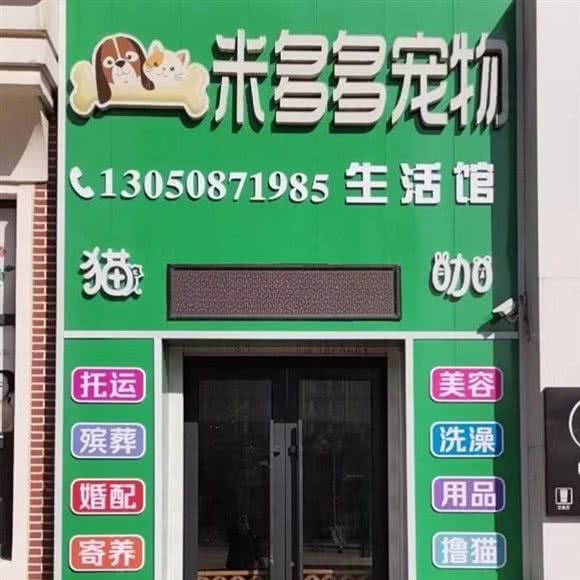 米多多宠物
13050871985 生活馆
猫 咖
托运 美容
殡葬 洗澡
婚配 用品
寄养 撸猫